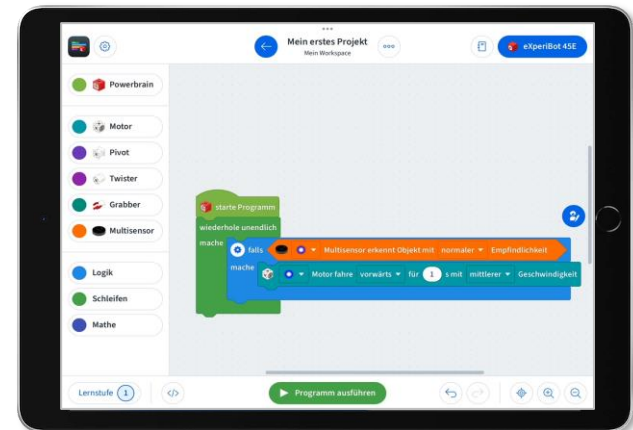 Mein erstes Projekt
Mein Workspace
eXperiBot 45E
Powerbrain
Motor
Pivot
Twister
Grabber
Multisensor
Logik
Schleifen
Mathe
starte Programm
wiederhole unendlich
mache
falls Multisensor erkennt Objekt mit normaler Empfindlichkeit
mache Motor fahre vorwärts für 1 s mit mittlerer Geschwindigkeit
Lernstufe 1
</> 
Programm ausführen